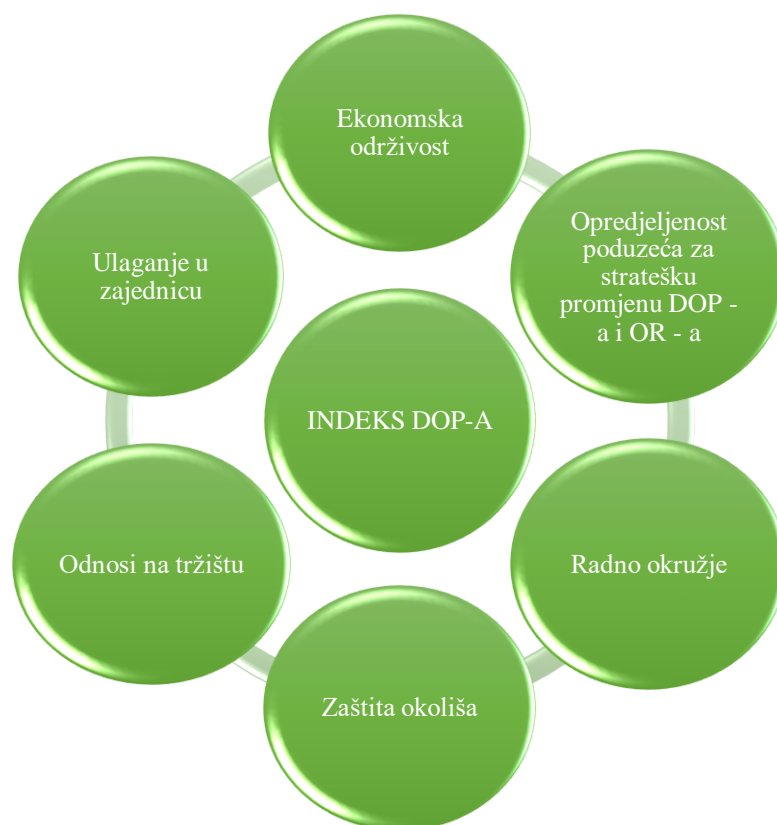 Ekonomska
održivost
Opredjeljenost
poduzeća za
stratešku
promjenu DOP -
a i OR - a
Radno okružje
Zaštita okoliša
Odnosi na tržištu
Ulaganje u
zajednicu
INDEKS DOP-A